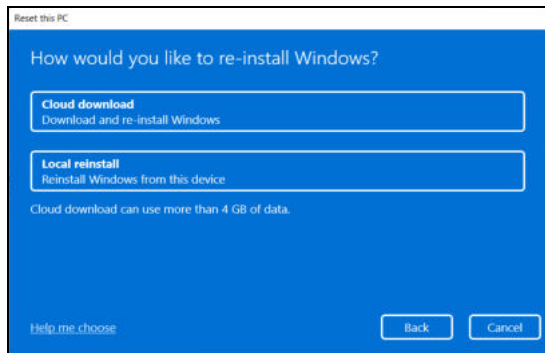 Reset this PC
How would you like to re-install Windows?
Cloud download
Download and re-install Windows
Local reinstall
Reinstall Windows from this device
Cloud download can use more than 4 GB of data.
Help me choose
Back
Cancel